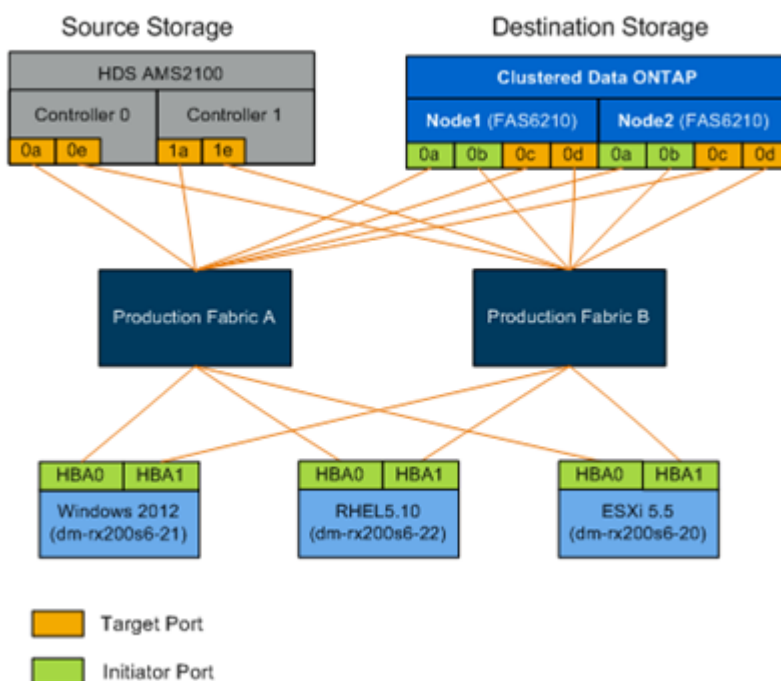 Source Storage
Destination Storage
HDS AMS2100
Clustered Data ONTAP
Controller 0
Controller 1
Node1 (FAS6210)
Node2 (FAS6210)
0a 0e 1a 1e
0a 0b 0c 0d 0a 0b 0c 0d
Production Fabric A
Production Fabric B
HBA0 HBA1
HBA0 HBA1
HBA0 HBA1
Windows 2012
(dm-rx200s6-21)
RHEL5.10
(dm-rx200s6-22)
ESXi 5.5
(dm-rx200s6-20)
Target Port
Initiator Port